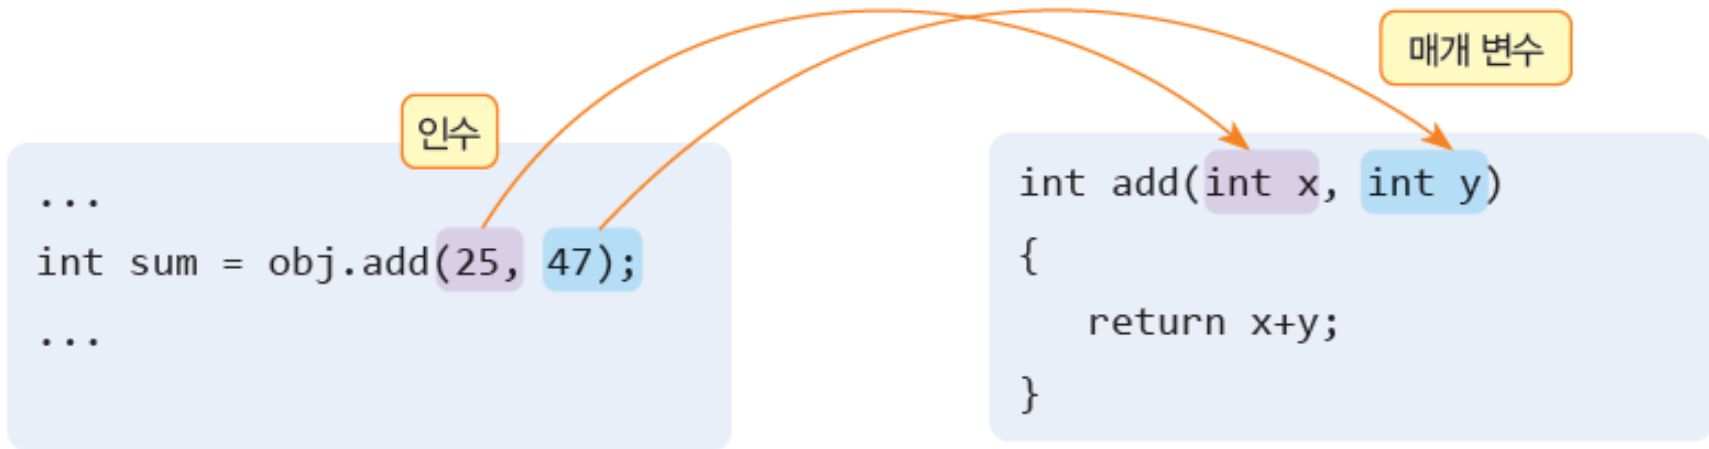 인수
...
int sum = obj.add(25, 47);
...
매개 변수
int add(int x, int y)
{
return x+y;
}